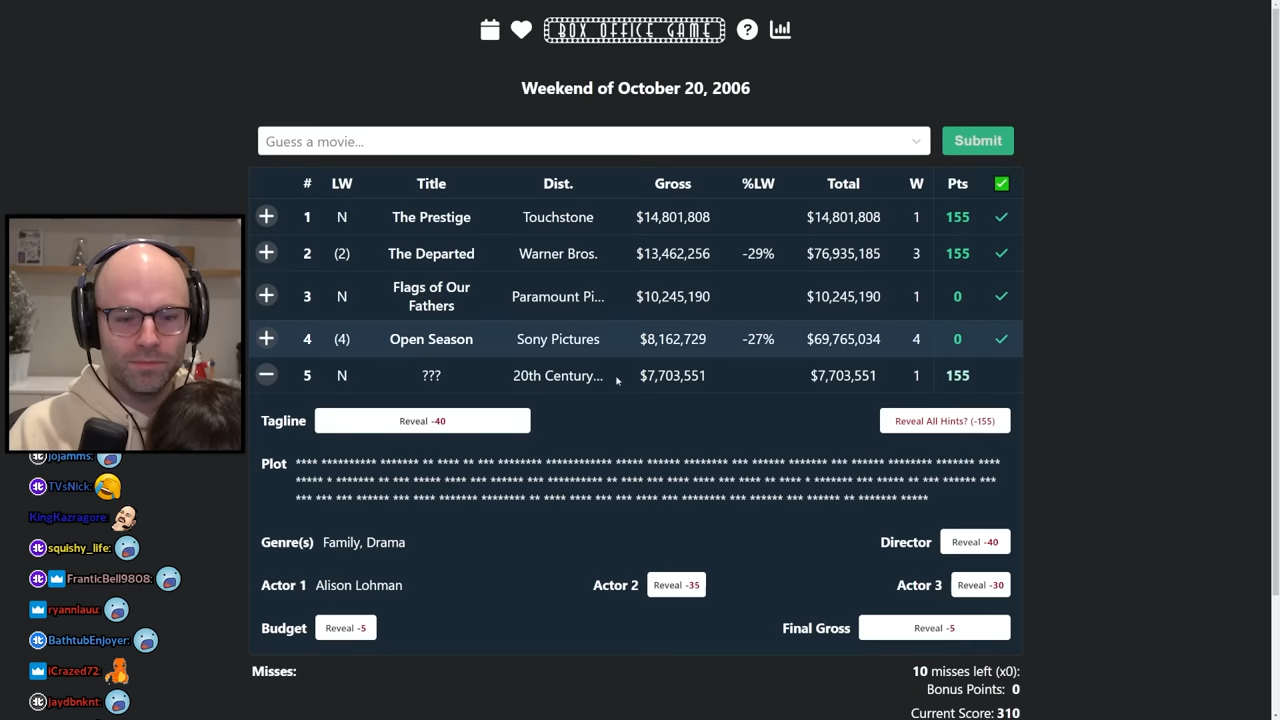 BOX OFFICE GAME
?
Weekend of October 20, 2006
Guess a movie...
Submit
# LW Title Dist. Gross %LW Total W Pts
1 N The Prestige Touchstone $14,801,808 $14,801,808 1 155
2 (2) The Departed Warner Bros. $13,462,256 -29% $76,935,185 3 155
3 N Flags of Our Fathers Paramount Pi... $10,245,190 $10,245,190 1 0
4 (4) Open Season Sony Pictures $8,162,729 -27% $69,765,034 4 0
5 N ??? 20th Century... $7,703,551 $7,703,551 1 155
Tagline Reveal -40 Reveal All Hints? (-155)
Plot
Genre(s) Family, Drama Director Reveal -40
Actor 1 Alison Lohman Actor 2 Reveal -35 Actor 3 Reveal -30
Budget Reveal -5 Final Gross Reveal -5
Misses: 10 misses left (x0):
Bonus Points: 0
Current Score: 310
jojamms:
TVsNick:
KingKazragore:
squishy_life:
FranticBell9808:
ryannlauu:
BathtubEnjoyer:
iCrazed72:
jaydbnknt: